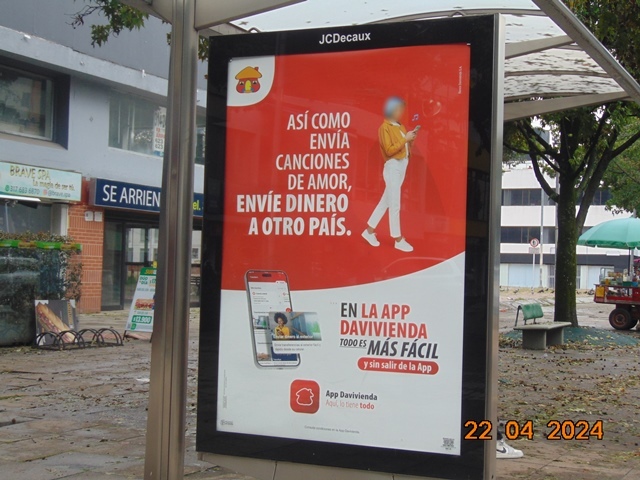 JCDecaux
ASÍ COMO
ENVÍA
CANCIONES
DE AMOR,
ENVÍE DINERO
A OTRO PAÍS.
BRAVE SPA
SE ARRIEN
EN LA APP
DAVIVIENDA
TODO ES MÁS FÁCIL
y sin salir de la App
App Davivienda
Aquí, lo tiene todo
22 04 2024